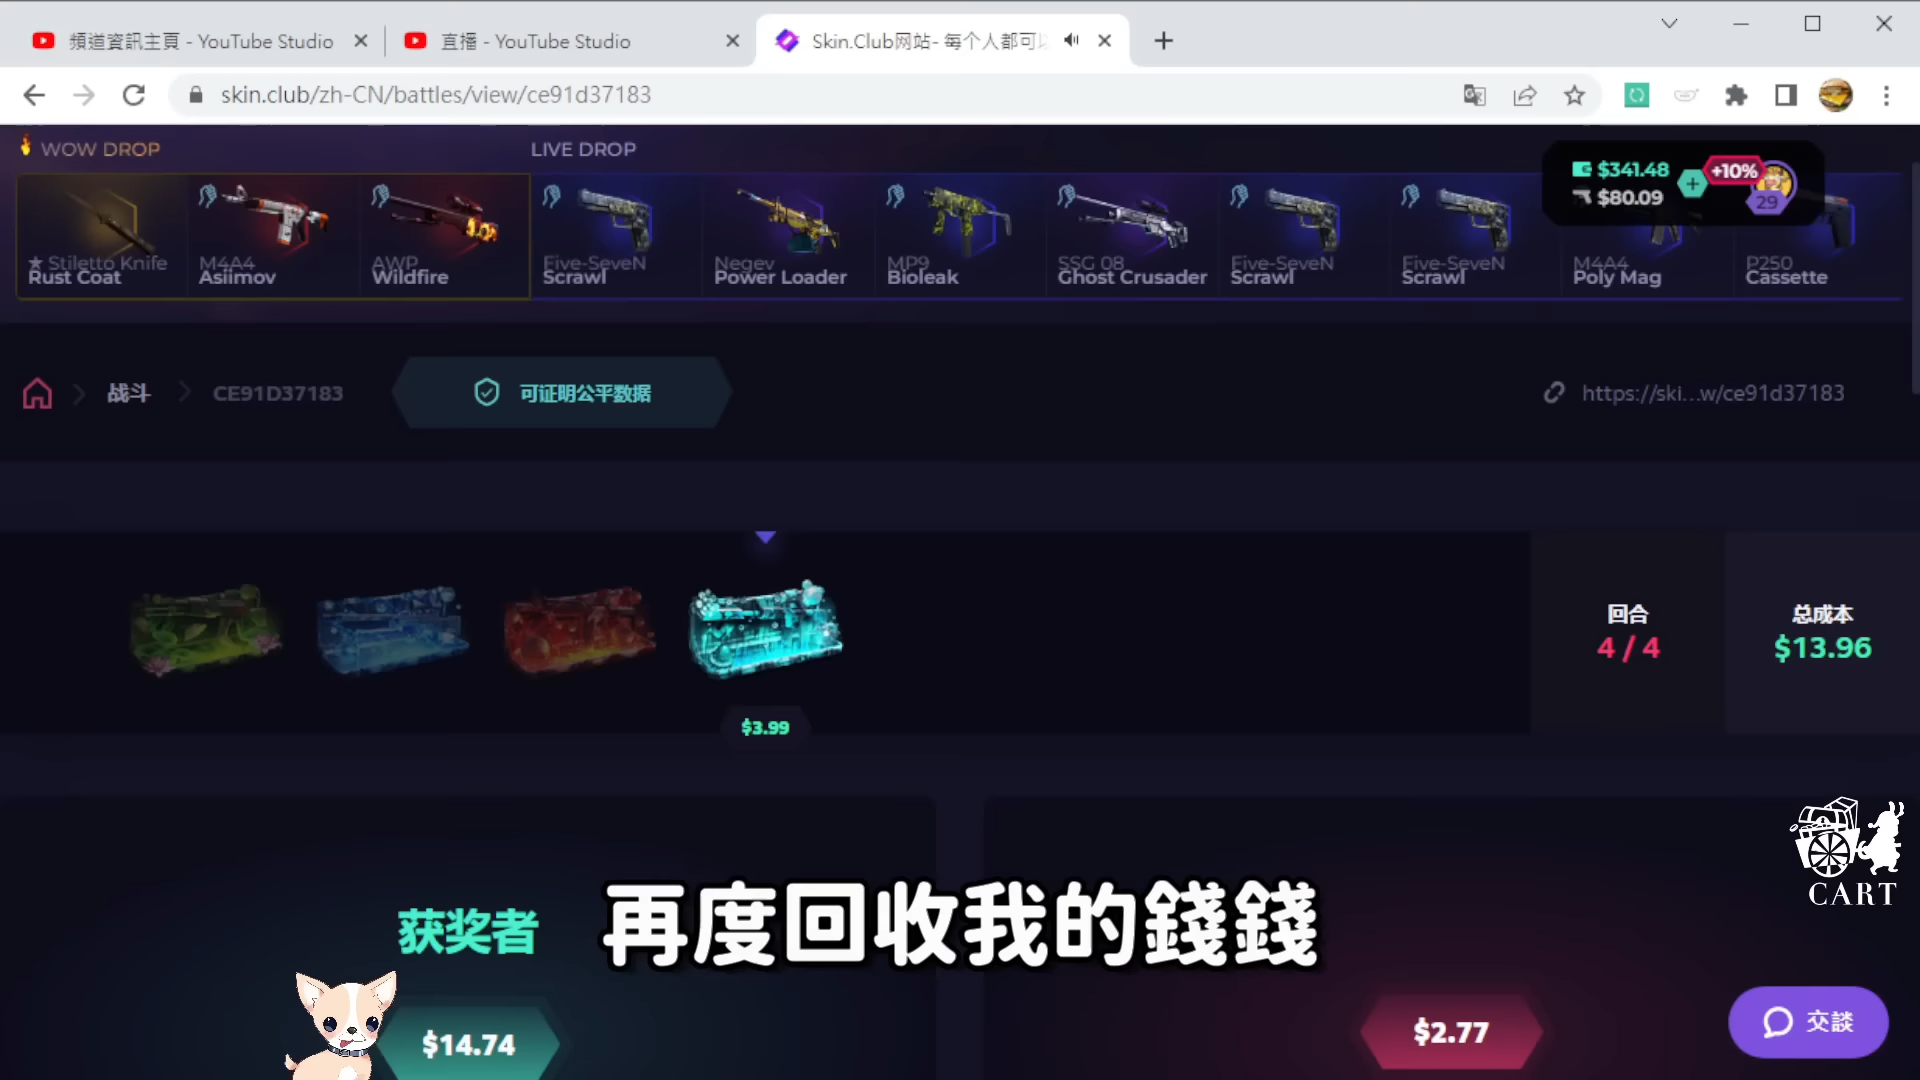 頻道資訊主頁 - YouTube Studio
直播 - YouTube Studio
Skin.Club网站- 每个人都可
skin.club/zh-CN/battles/view/ce91d37183
WOW DROP
LIVE DROP
$341.48
+10%
$80.09
29
★ Stiletto Knife
Rust Coat
M4A4
Asiimov
AWP
Wildfire
Five-SeveN
Scrawl
Negev
Power Loader
MP9
Bioleak
SSG 08
Ghost Crusader
Five-SeveN
Scrawl
Five-SeveN
Scrawl
M4A4
Poly Mag
P250
Cassette
战斗
CE91D37183
可证明公平数据
https://ski...w/ce91d37183
回合
4 / 4
总成本
$13.96
$3.99
CART
获奖者
再度回收我的錢錢
$14.74
$2.77
交談